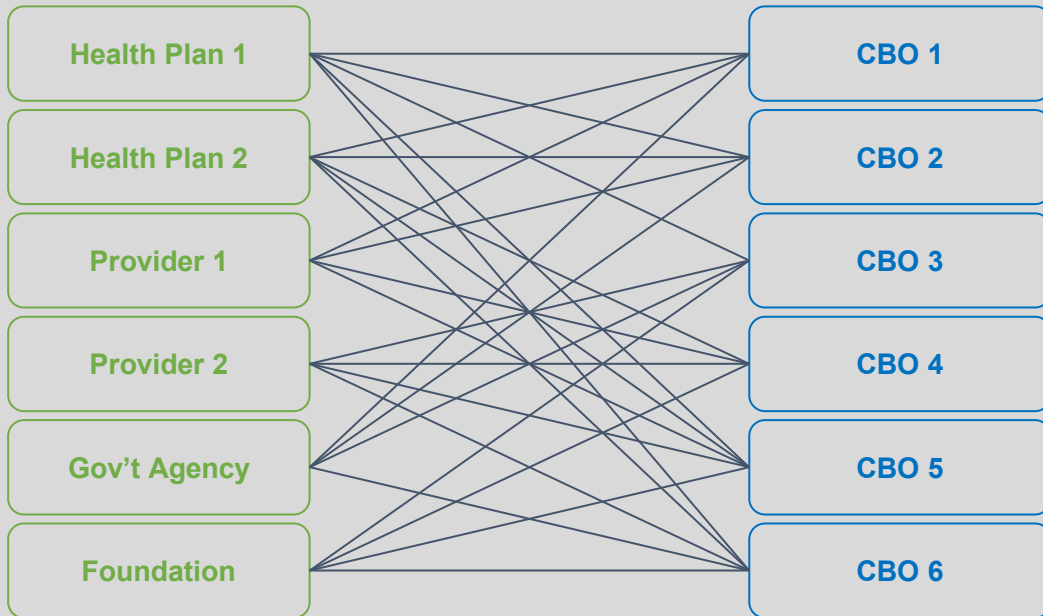 Health Plan 1
CBO 1
Health Plan 2
CBO 2
Provider 1
CBO 3
Provider 2
CBO 4
Gov’t Agency
CBO 5
Foundation
CBO 6